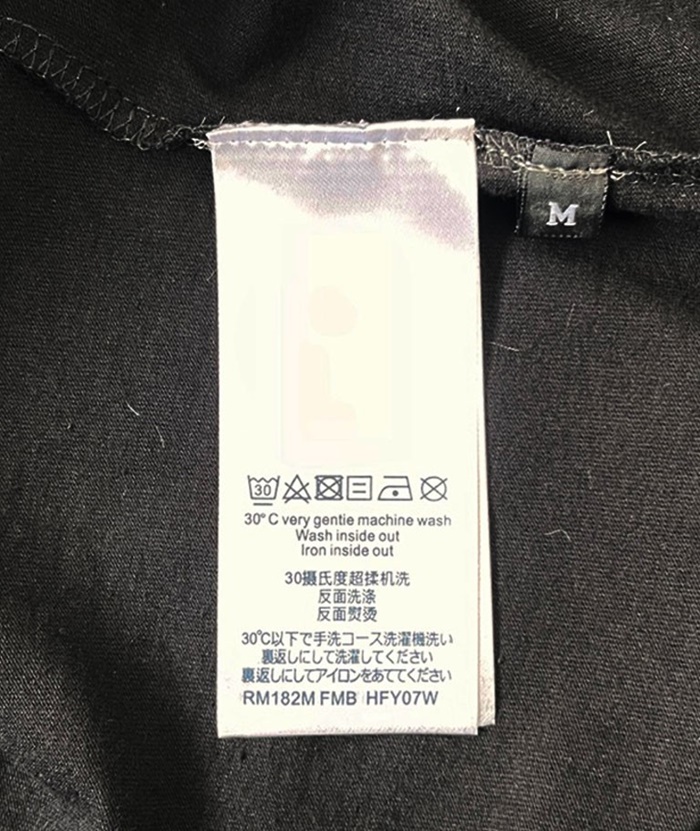 M
30
30°C very gentie machine wash
Wash inside out
Iron inside out
30摄氏度超揉机洗
反面洗涤
反面熨烫
30℃以下で手洗コース洗濯機洗い
裏返しにして洗濯してください
裏返しにしてアイロンをあててください
RM182M FMB HFY07W